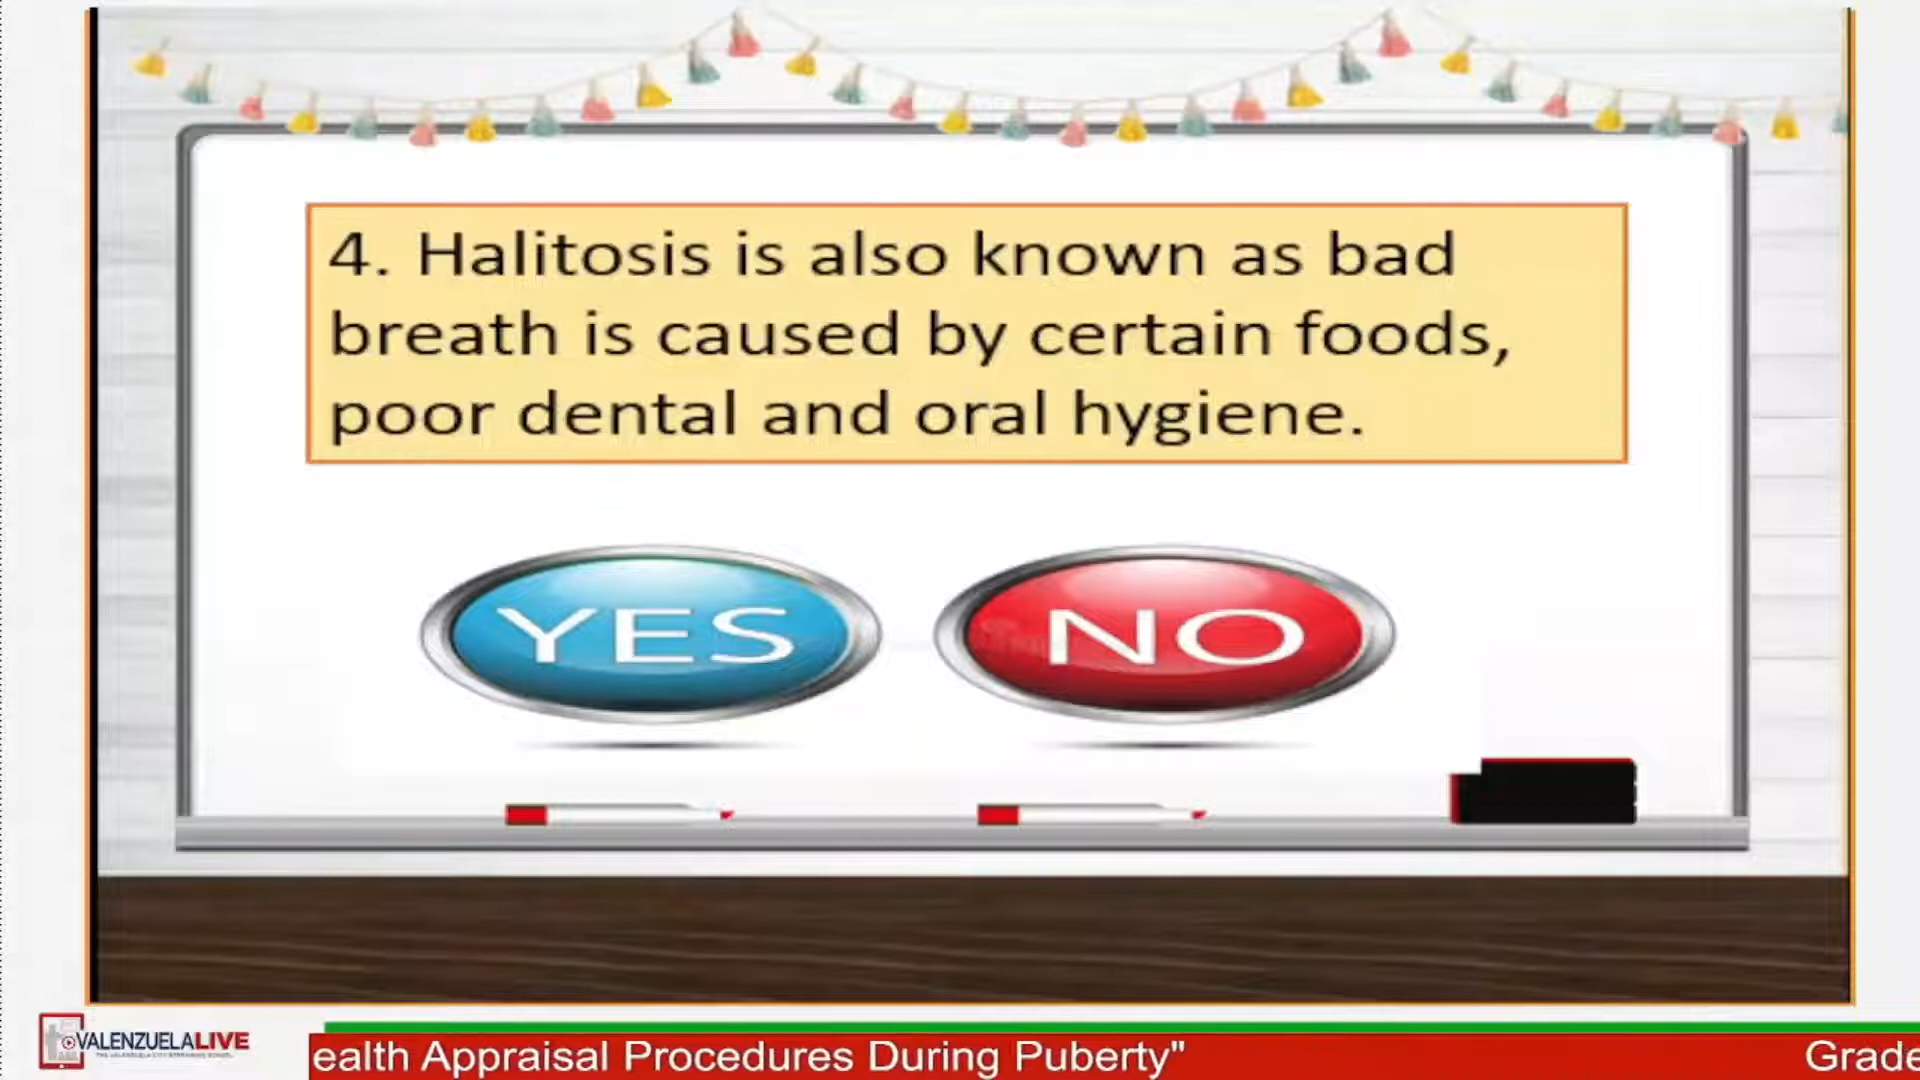 4. Halitosis is also known as bad
breath is caused by certain foods,
poor dental and oral hygiene.
YES NO
VALENZUELALIVE
ealth Appraisal Procedures During Puberty" Grade